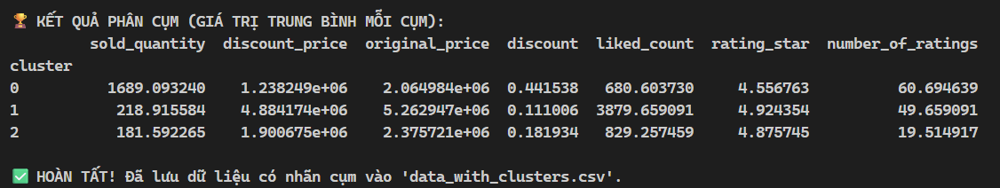 🏆 KẾT QUẢ PHÂN CỤM (GIÁ TRỊ TRUNG BÌNH MỖI CỤM):
sold_quantity discount_price original_price discount liked_count rating_star number_of_ratings
cluster
0 1689.093240 1.238249e+06 2.064984e+06 0.441538 680.603730 4.556763 60.694639
1 218.915584 4.884174e+06 5.262947e+06 0.111006 3879.659091 4.924354 49.659091
2 181.592265 1.900675e+06 2.375721e+06 0.181934 829.257459 4.875745 19.514917
✅ HOÀN TẤT! Đã lưu dữ liệu có nhãn cụm vào 'data_with_clusters.csv'.